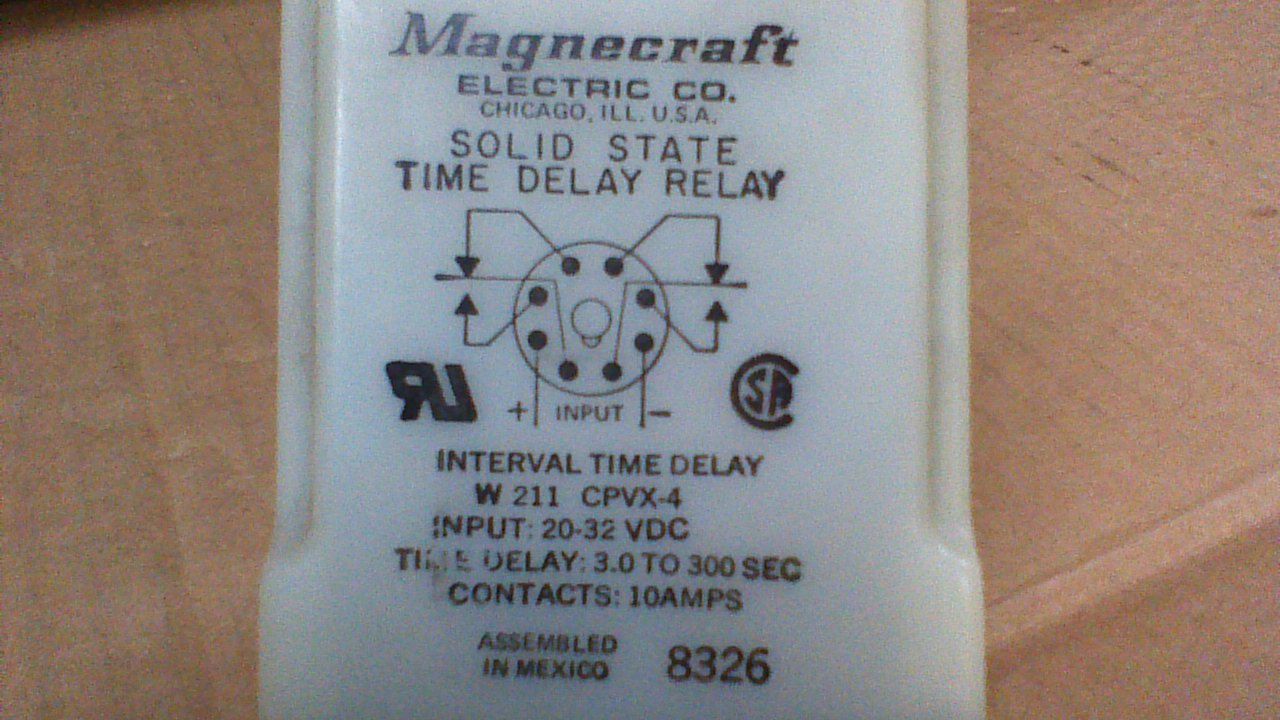 Magnecraft
ELECTRIC CO.
CHICAGO, ILL. U.S.A.
SOLID STATE
TIME DELAY RELAY
+ INPUT −
INTERVAL TIME DELAY
W 211 CPVX-4
INPUT: 20-32 VDC
TIME DELAY: 3.0 TO 300 SEC
CONTACTS: 10AMPS
ASSEMBLED
IN MEXICO 8326